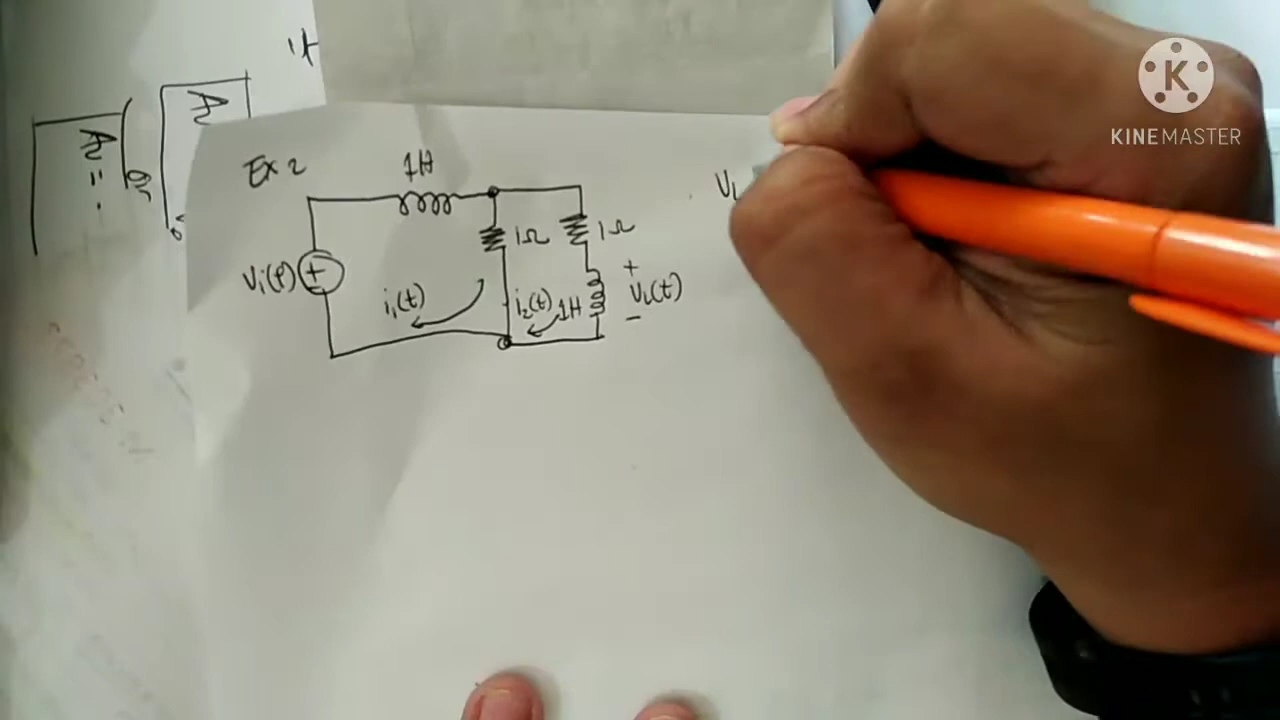 Ex 2
1H
VL
1Ω
1Ω
Vi(t)
+
i1(t)
i2(t)
1H
+
VL(t)
−
KINEMASTER